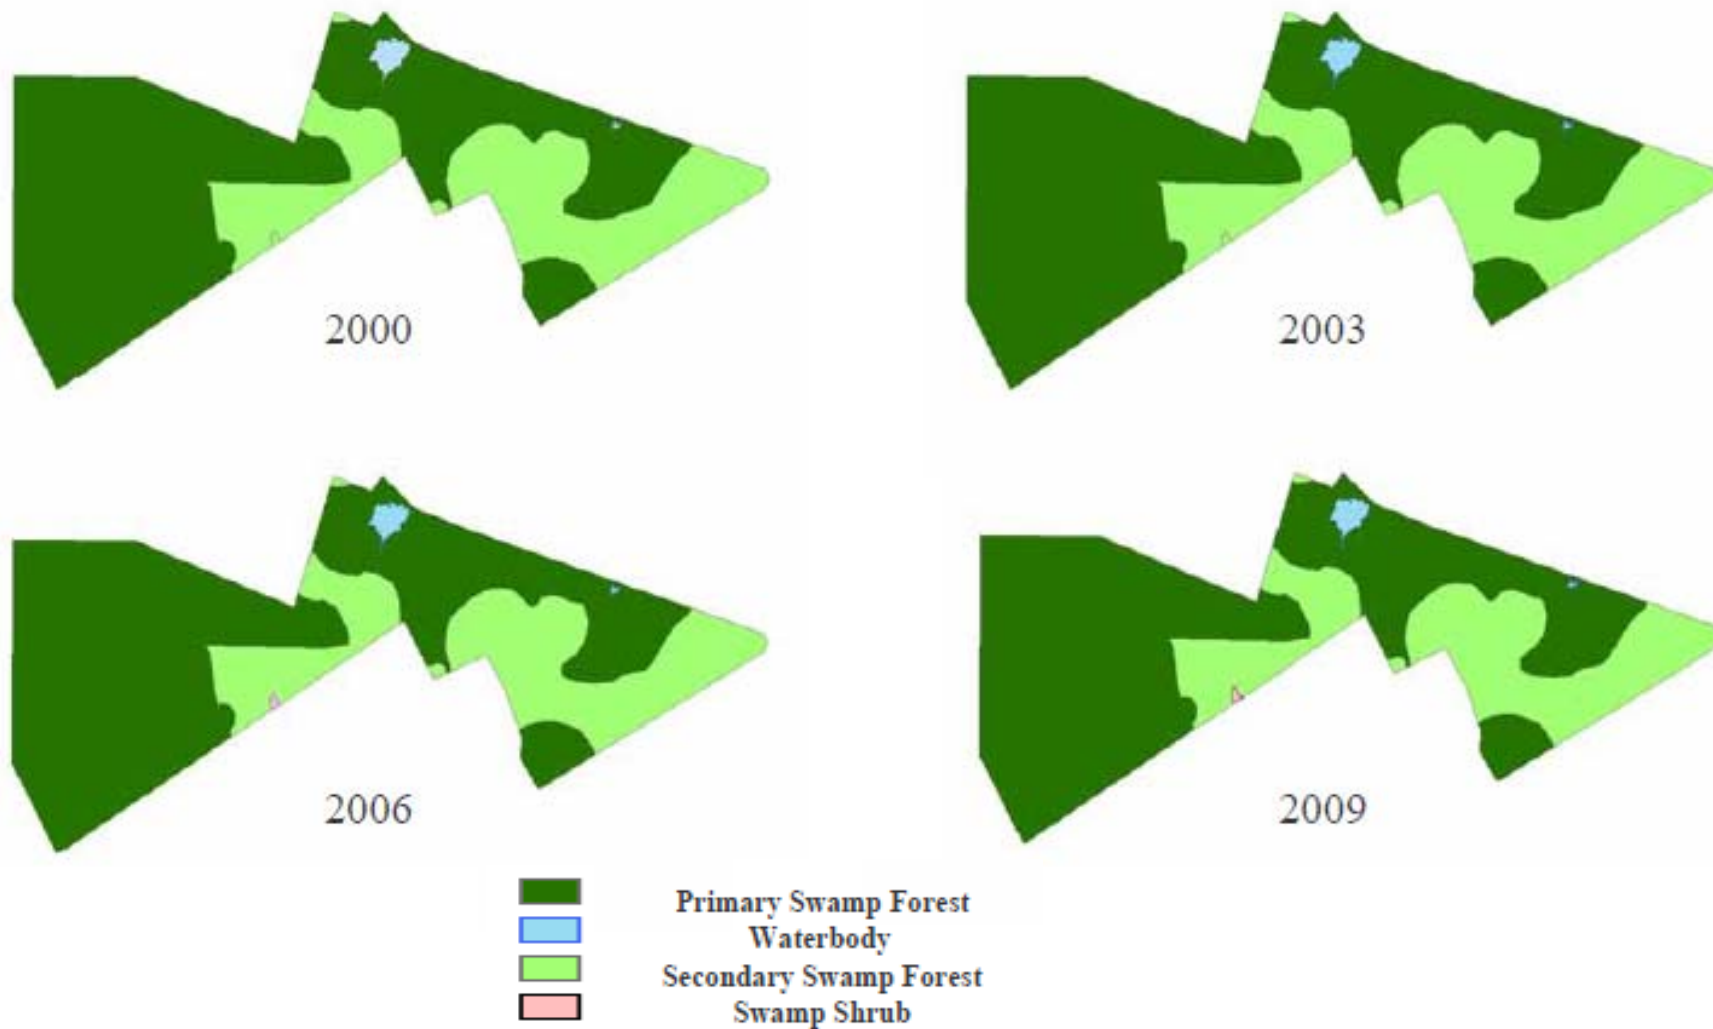 2000
2003
2006
2009
Primary Swamp Forest
Waterbody
Secondary Swamp Forest
Swamp Shrub